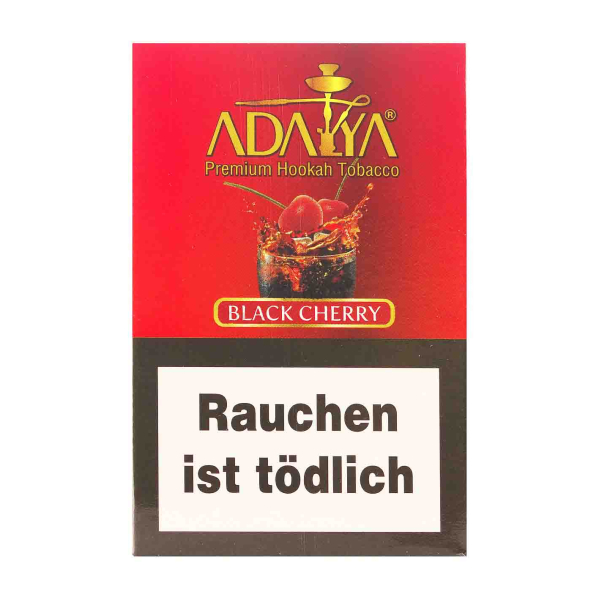 ADALYA®
Premium Hookah Tobacco
BLACK CHERRY
Rauchen
ist tödlich